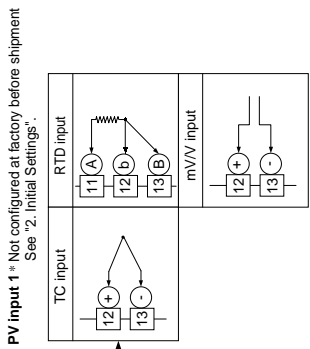 PV input 1 * Not configured at factory before shipment
See "2. Initial Settings".
TC input
12 +
13 -
RTD input
11 A
12 b
13 B
mV/V input
12 +
13 -